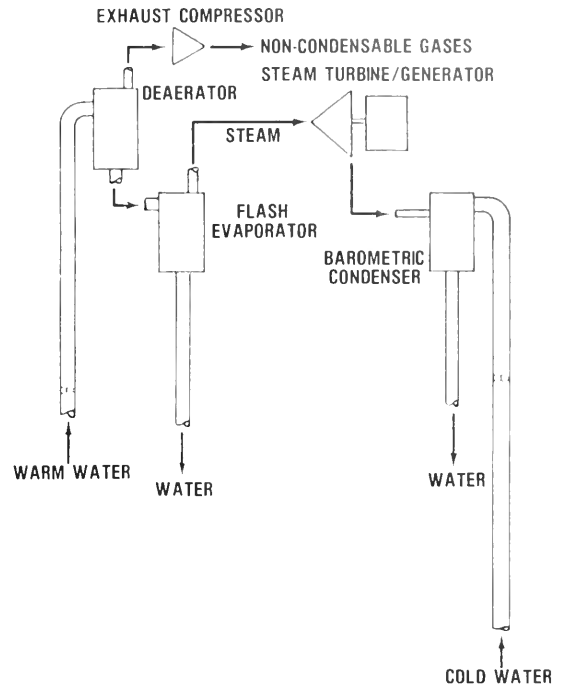 EXHAUST COMPRESSOR
NON-CONDENSABLE GASES
STEAM TURBINE/GENERATOR
DEAERATOR
STEAM
FLASH
EVAPORATOR
BAROMETRIC
CONDENSER
WARM WATER
WATER
WATER
COLD WATER